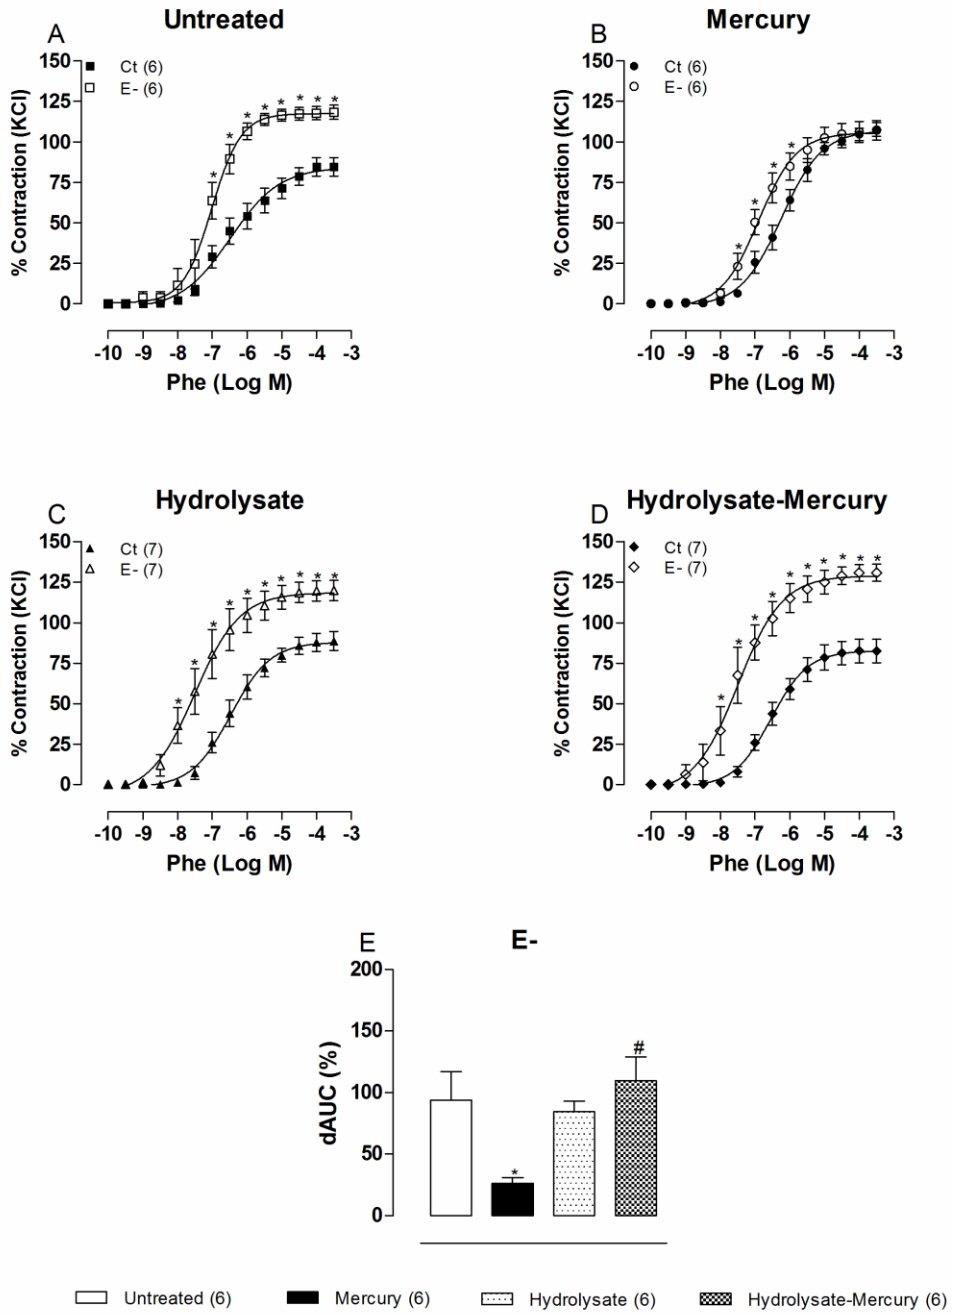 A
Untreated
Ct (6)
E- (6)
% Contraction (KCl)
150
125
100
75
50
25
0
* * * * * * * *
-10 -9 -8 -7 -6 -5 -4 -3
Phe (Log M)
B
Mercury
Ct (6)
E- (6)
% Contraction (KCl)
150
125
100
75
50
25
0
* * * *
-10 -9 -8 -7 -6 -5 -4 -3
Phe (Log M)
C
Hydrolysate
Ct (7)
E- (7)
% Contraction (KCl)
150
125
100
75
50
25
0
* * * * * * * * * *
-10 -9 -8 -7 -6 -5 -4 -3
Phe (Log M)
D
Hydrolysate-Mercury
Ct (7)
E- (7)
% Contraction (KCl)
150
125
100
75
50
25
0
* * * * * * * * * *
-10 -9 -8 -7 -6 -5 -4 -3
Phe (Log M)
E
E-
dAUC (%)
200
150
100
50
0
*
#
Untreated (6)
Mercury (6)
Hydrolysate (6)
Hydrolysate-Mercury (6)